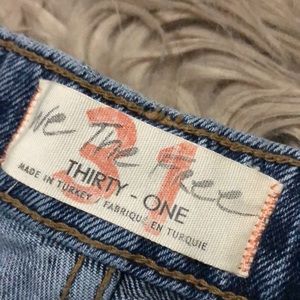 We The Free
31
THIRTY - ONE
MADE IN TURKEY / FABRIQUÉ EN TURQUIE